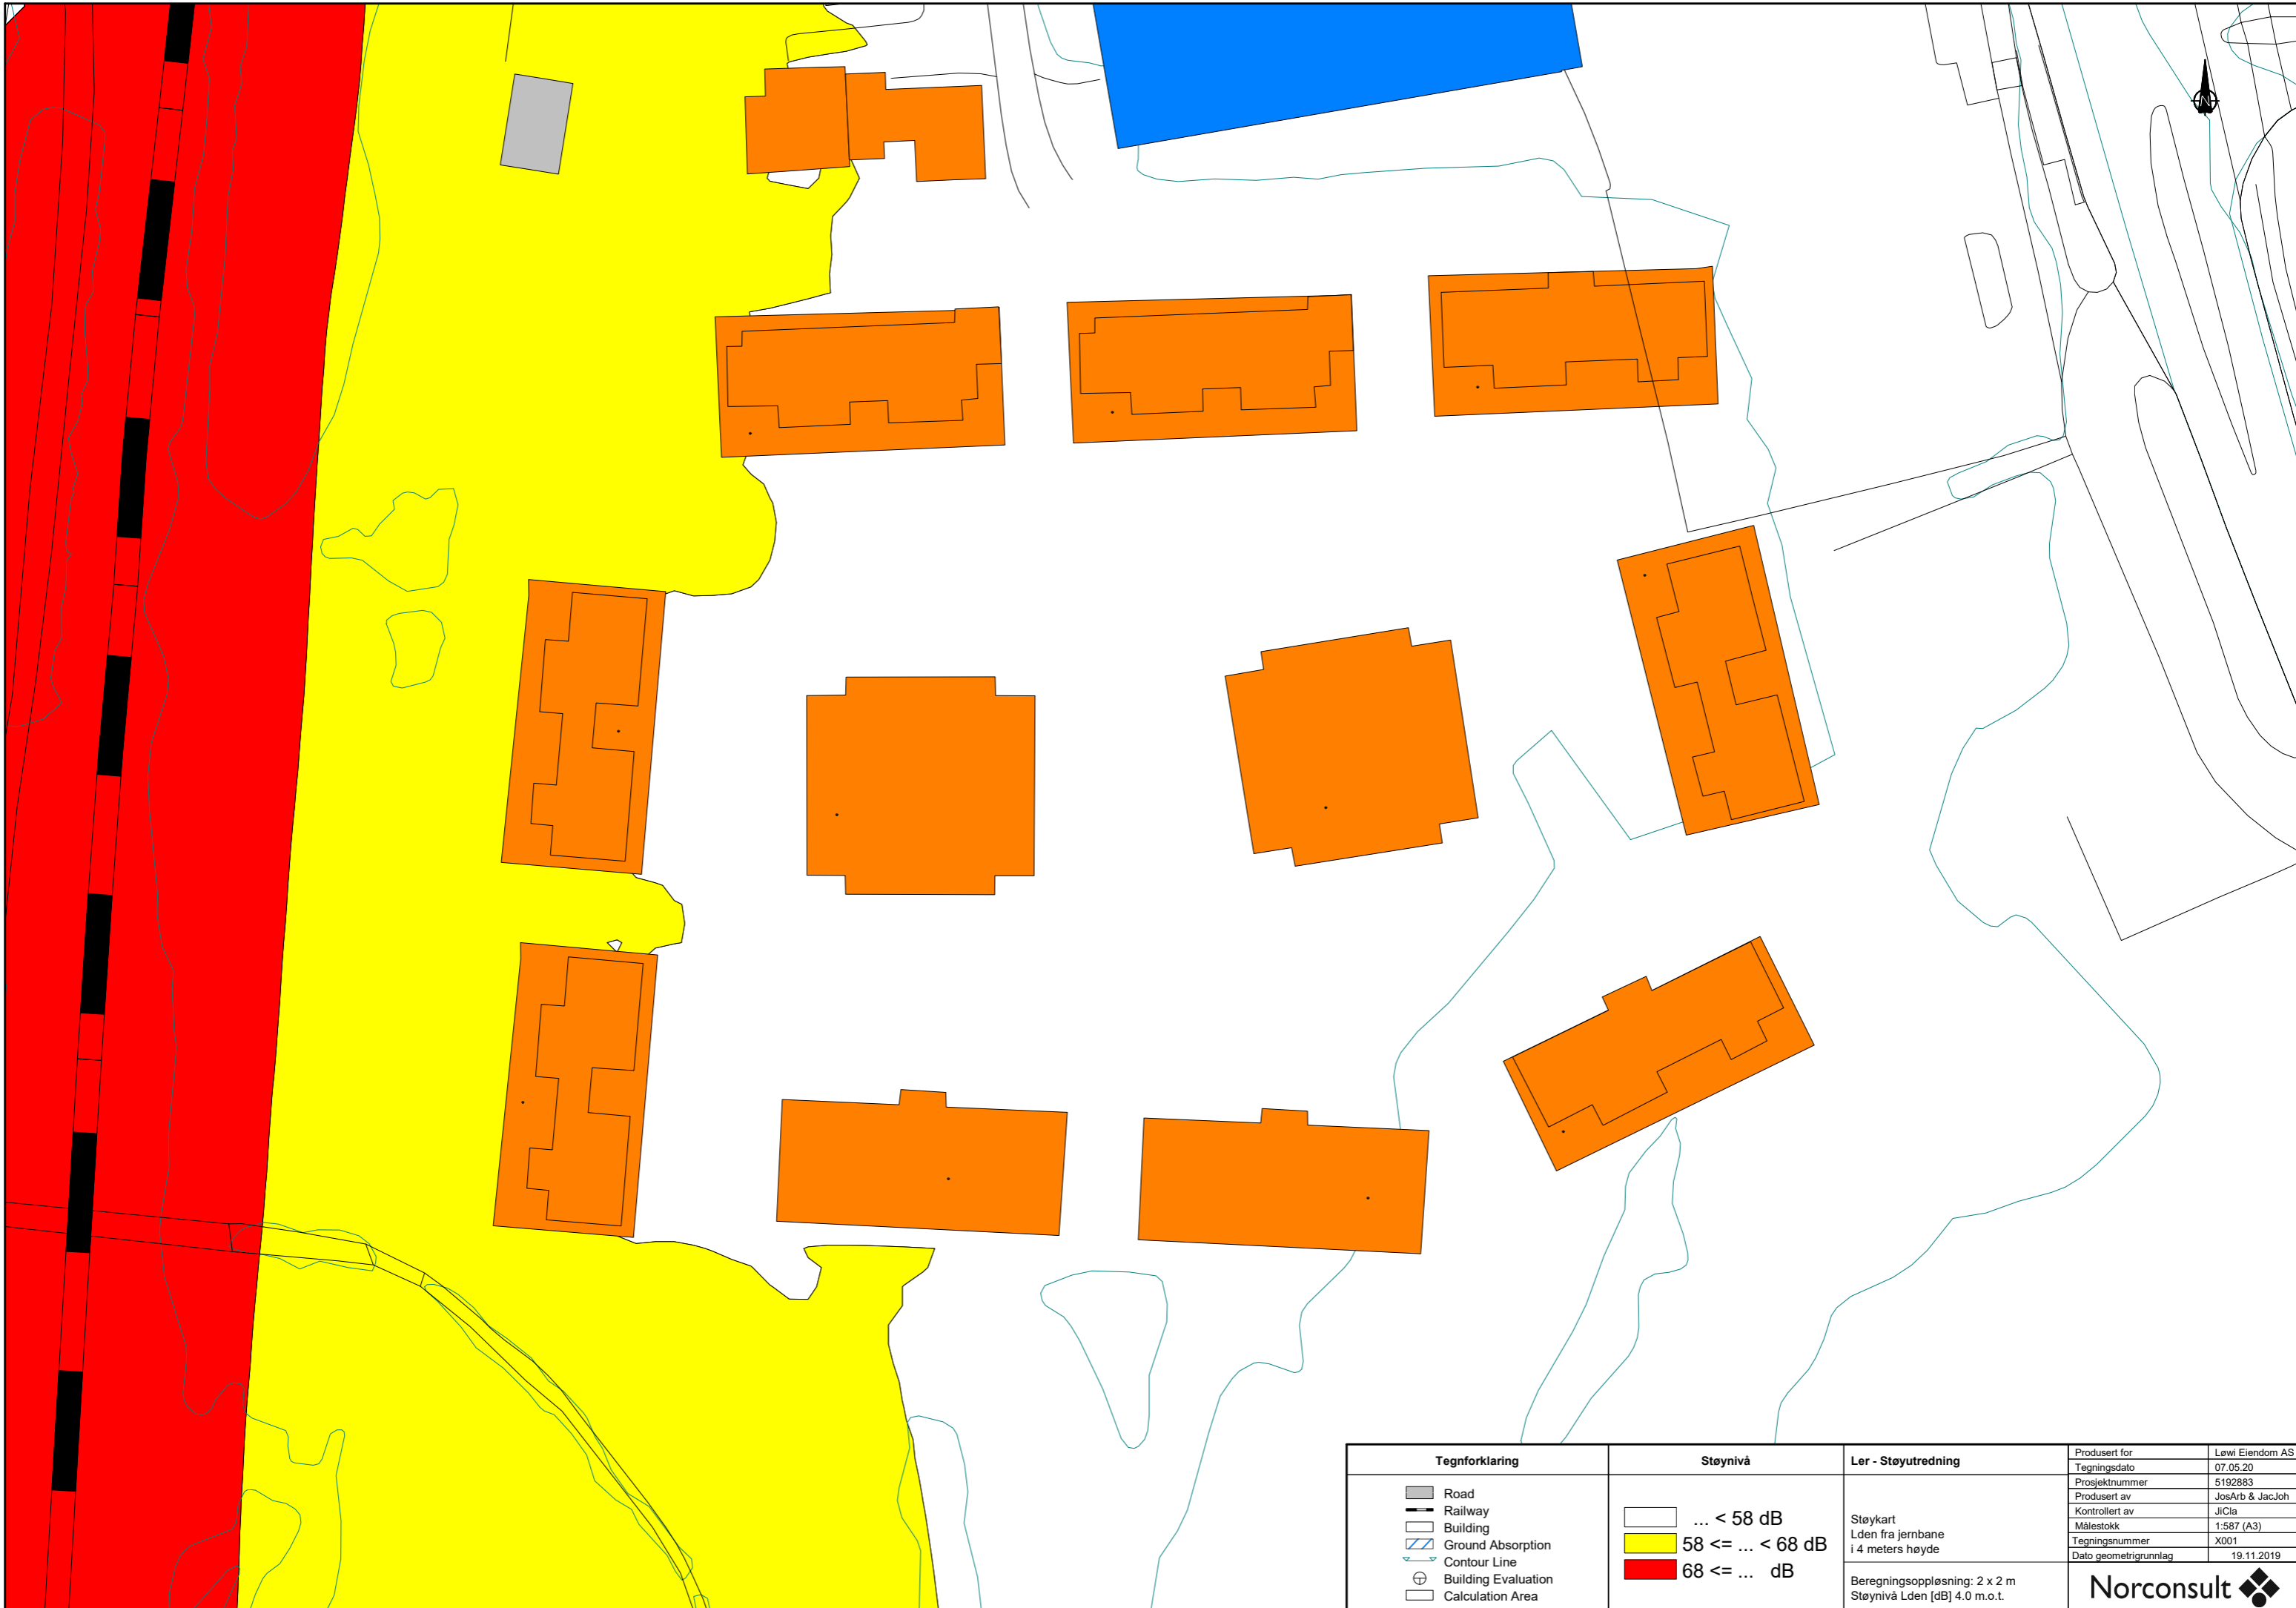 N
Tegnforklaring
Road
Railway
Building
Ground Absorption
Contour Line
Building Evaluation
Calculation Area
Støynivå
... < 58 dB
58 <= ... < 68 dB
68 <= ... dB
Ler - Støyutredning
Støykart
Lden fra jernbane
i 4 meters høyde
Beregningsoppløsning: 2 x 2 m
Støynivå Lden [dB] 4.0 m.o.t.
Produsert for Løwi Eiendom AS
Tegningsdato 07.05.20
Prosjektnummer 5192883
Produsert av JosArb & JacJoh
Kontrollert av JiCla
Målestokk 1:587 (A3)
Tegningsnummer X001
Dato geometrigrunnlag 19.11.2019
Norconsult